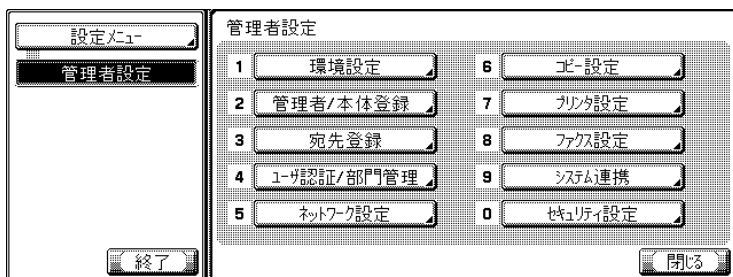 設定ﾒﾆｭｰ
管理者設定
終了
管理者設定
1 環境設定
2 管理者/本体登録
3 宛先登録
4 ﾕｰｻﾞ認証/部門管理
5 ﾈｯﾄﾜｰｸ設定
6 ｺﾋﾟｰ設定
7 ﾌﾟﾘﾝﾀ設定
8 ﾌｧｸｽ設定
9 ｼｽﾃﾑ連携
0 ｾｷｭﾘﾃｨ設定
閉じる